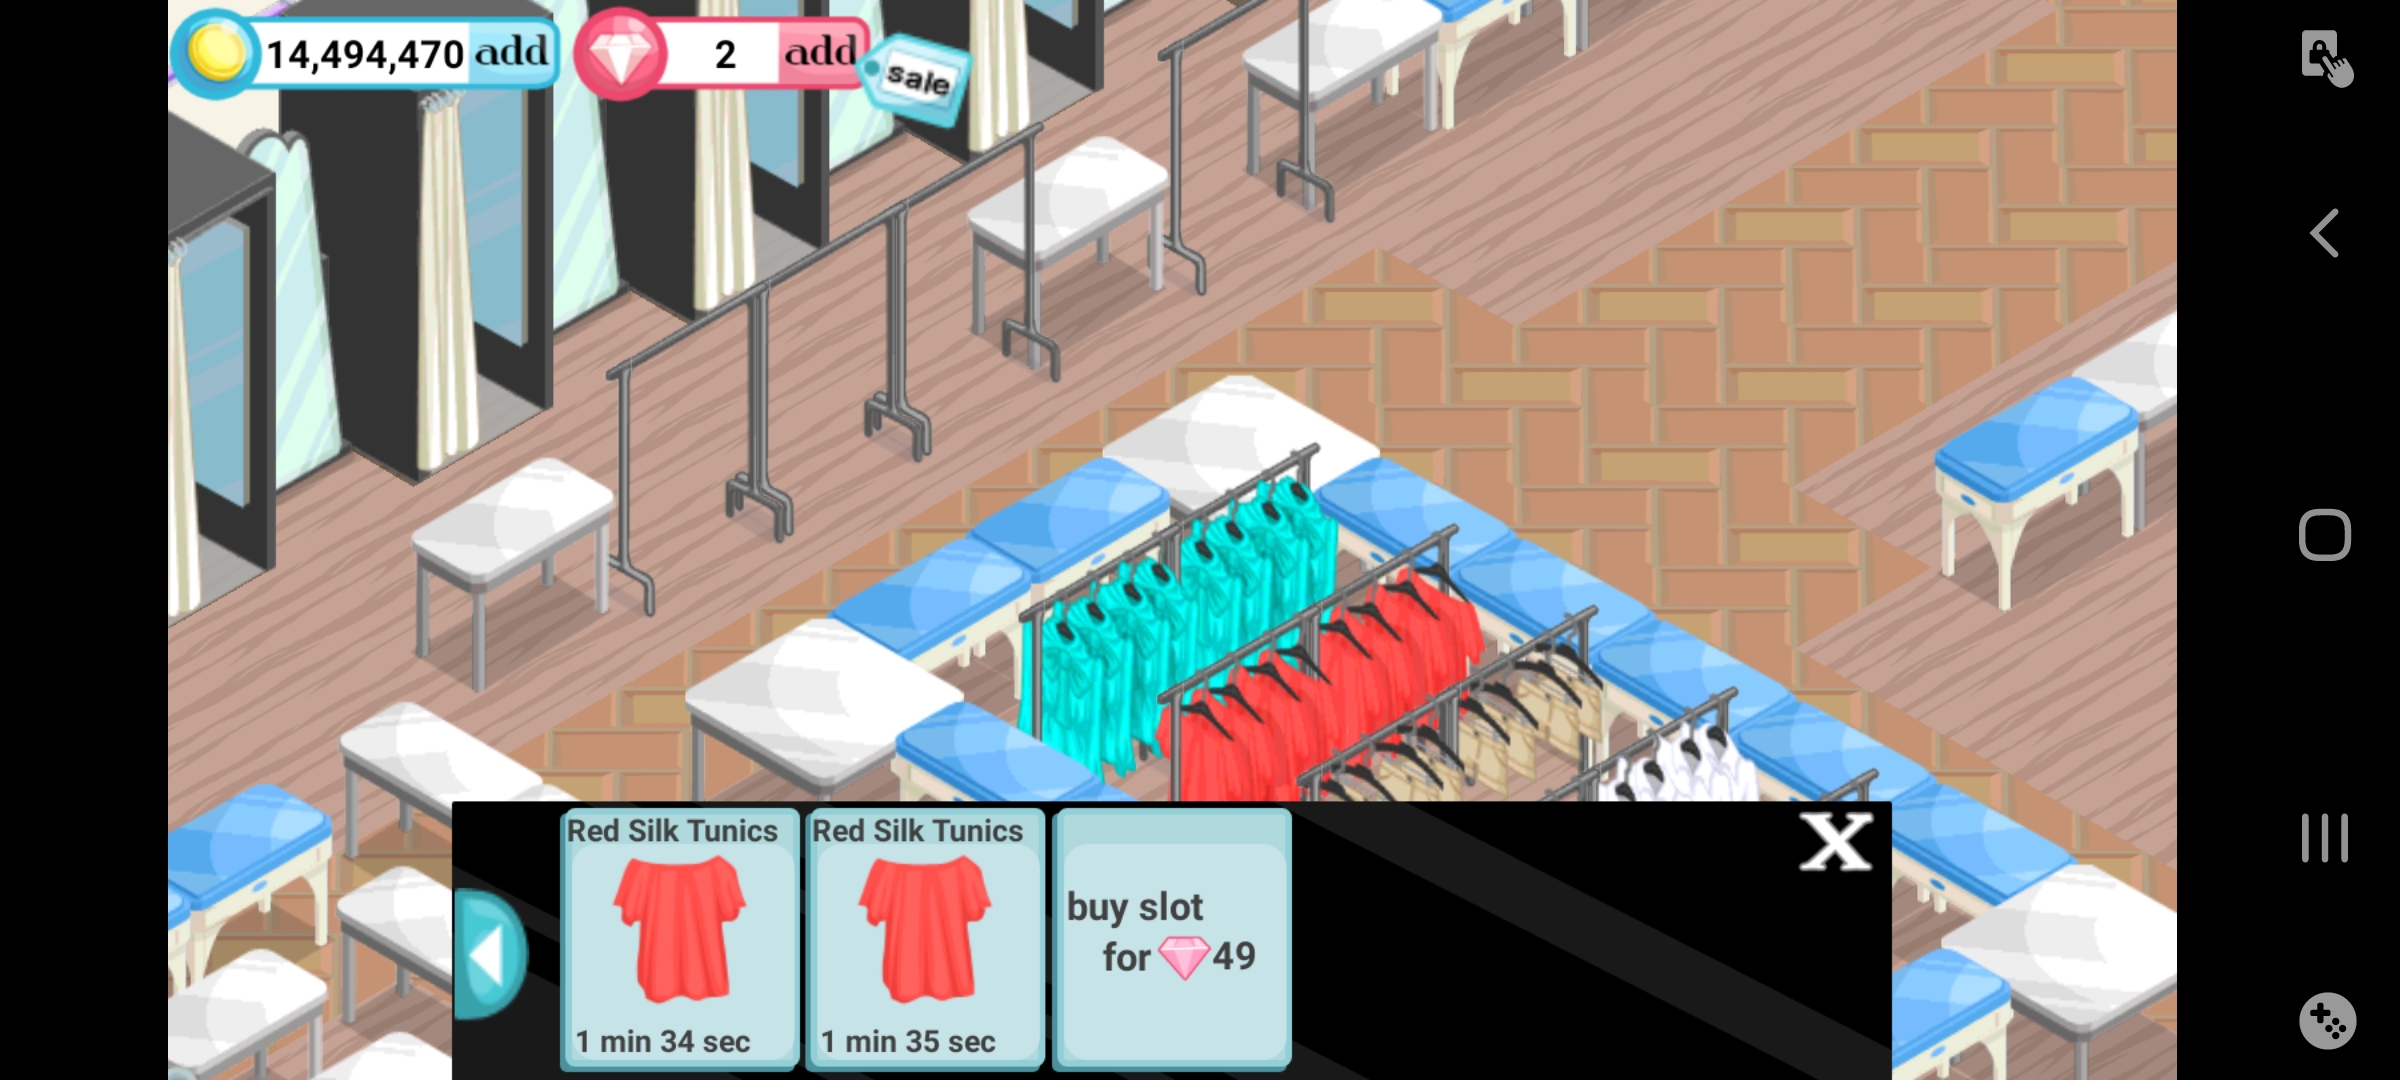 14,494,470 add
2 add
sale
Red Silk Tunics
1 min 34 sec
Red Silk Tunics
1 min 35 sec
buy slot
for 49
X